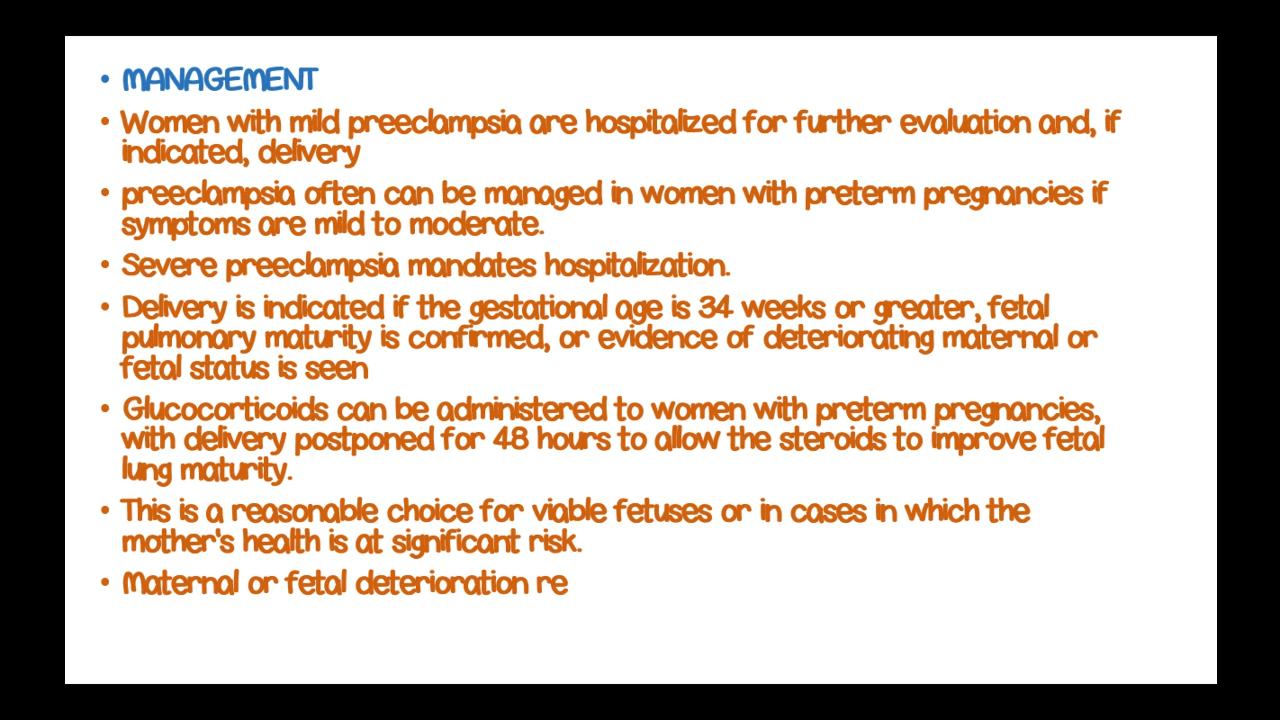 • MANAGEMENT
• Women with mild preeclampsia are hospitalized for further evaluation and, if
indicated, delivery
• preeclampsia often can be managed in women with preterm pregnancies if
symptoms are mild to moderate.
• Severe preeclampsia mandates hospitalization.
• Delivery is indicated if the gestational age is 34 weeks or greater, fetal
pulmonary maturity is confirmed, or evidence of deteriorating maternal or
fetal status is seen
• Glucocorticoids can be administered to women with preterm pregnancies,
with delivery postponed for 48 hours to allow the steroids to improve fetal
lung maturity.
• This is a reasonable choice for viable fetuses or in cases in which the
mother's health is at significant risk.
• Maternal or fetal deterioration re